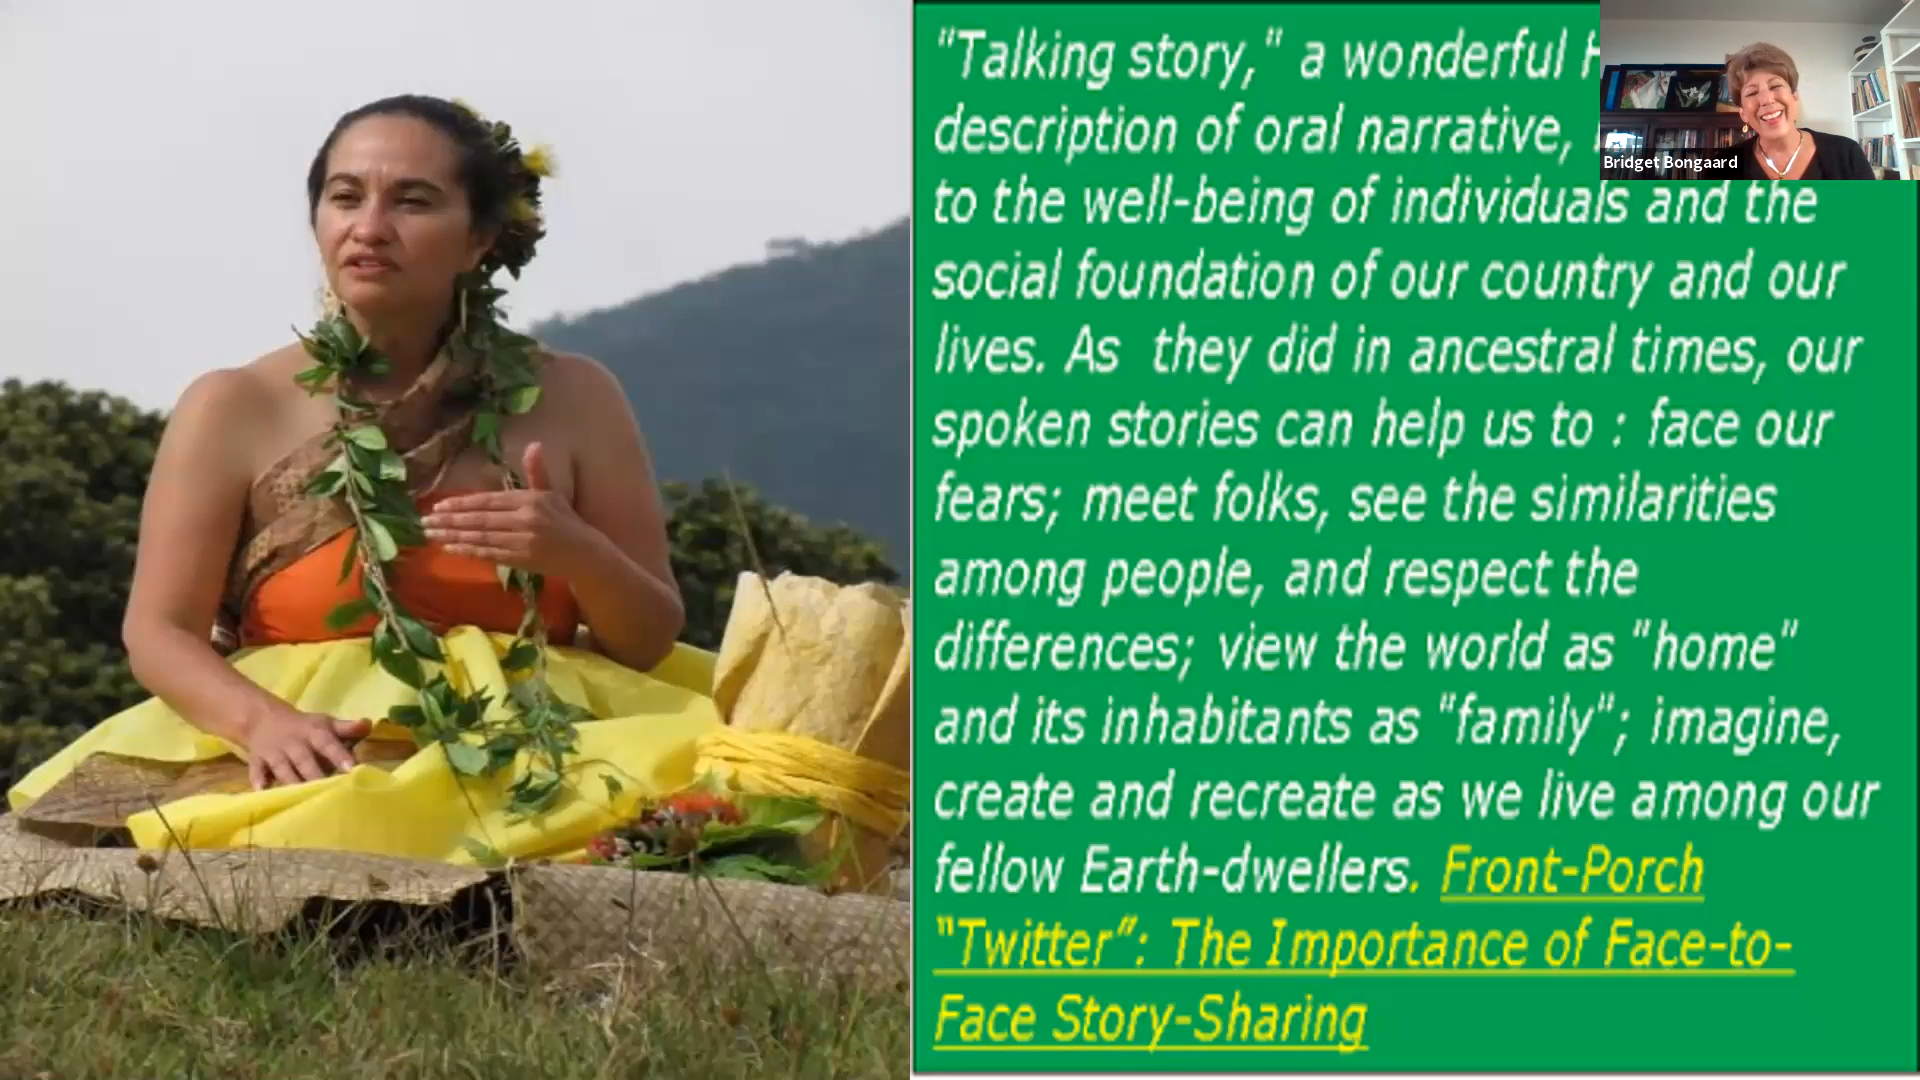 "Talking story," a wonderful
description of oral narrative,
to the well-being of individuals and the
social foundation of our country and our
lives. As they did in ancestral times, our
spoken stories can help us to : face our
fears; meet folks, see the similarities
among people, and respect the
differences; view the world as "home"
and its inhabitants as "family"; imagine,
create and recreate as we live among our
fellow Earth-dwellers. Front-Porch
“Twitter”: The Importance of Face-to-
Face Story-Sharing
Bridget Bongaard